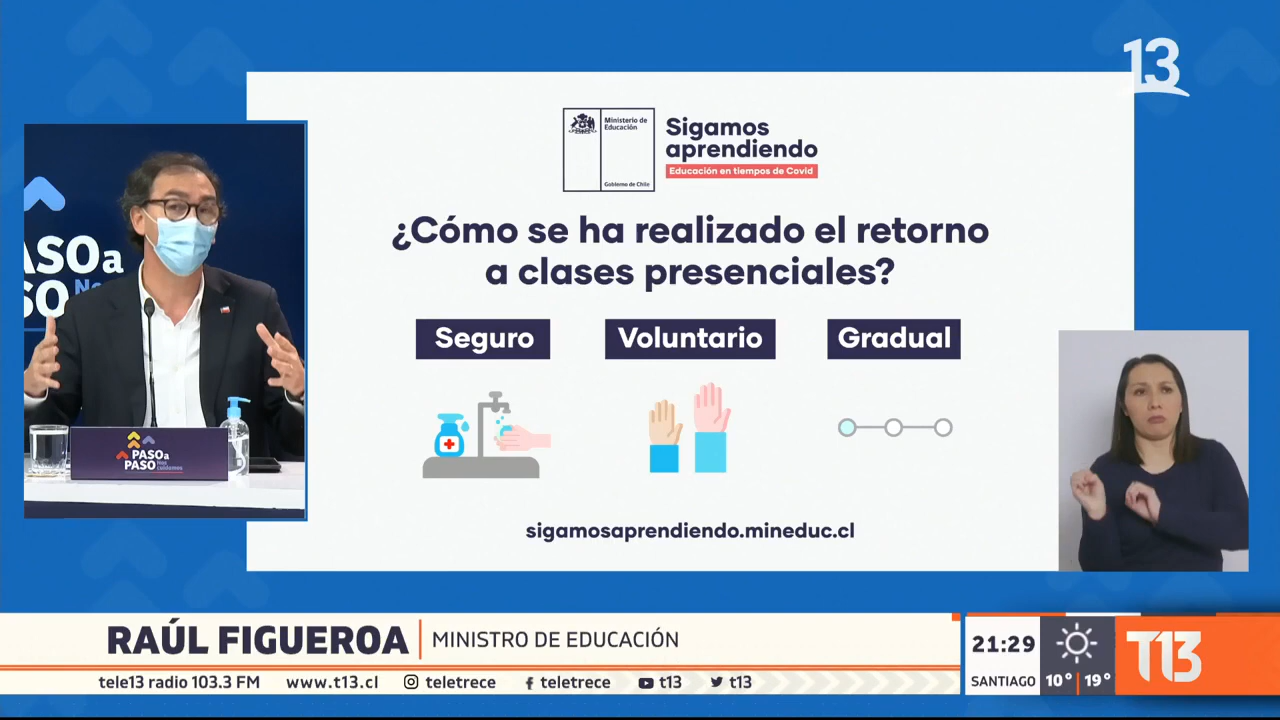 13
Ministerio de
Educación
Gobierno de Chile
Sigamos
aprendiendo
Educación en tiempos de Covid
¿Cómo se ha realizado el retorno
a clases presenciales?
Seguro
Voluntario
Gradual
sigamosaprendiendo.mineduc.cl
PASO a
PASO Nos cuidamos
RAÚL FIGUEROA
MINISTRO DE EDUCACIÓN
tele13 radio 103.3 FM
www.t13.cl
teletrece
teletrece
t13
t13
21:29
SANTIAGO
10° 19°
T13